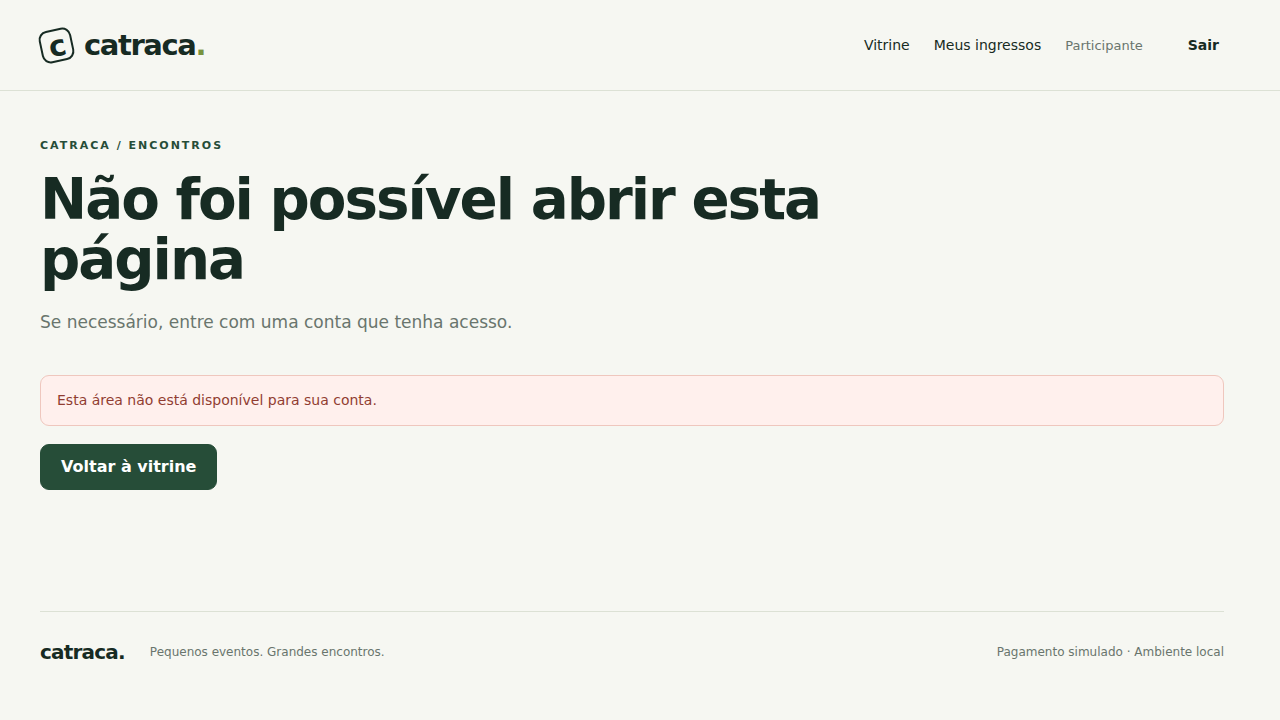 c catraca.
Vitrine Meus ingressos Participante Sair
CATRACA / ENCONTROS
Não foi possível abrir esta
página
Se necessário, entre com uma conta que tenha acesso.
Esta área não está disponível para sua conta.
Voltar à vitrine
catraca. Pequenos eventos. Grandes encontros.
Pagamento simulado · Ambiente local